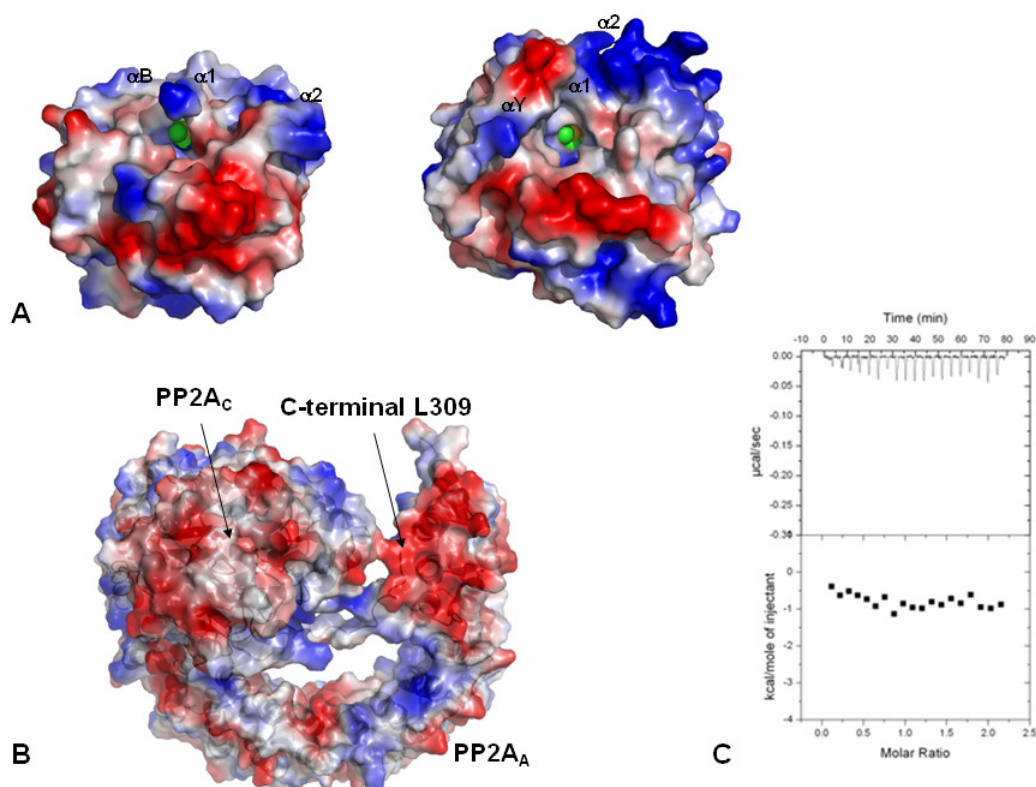 αB
α1
α2
α2
α1
αY
A
PP2AC
C-terminal L309
PP2AA
B
Time (min)
-10 0 10 20 30 40 50 60 70 80 90
0.00
-0.05
-0.10
-0.15
-0.20
-0.25
-0.30
µcal/sec
0
-1
-2
-3
-4
kcal/mole of injectant
0.0 0.5 1.0 1.5 2.0 2.5
Molar Ratio
C